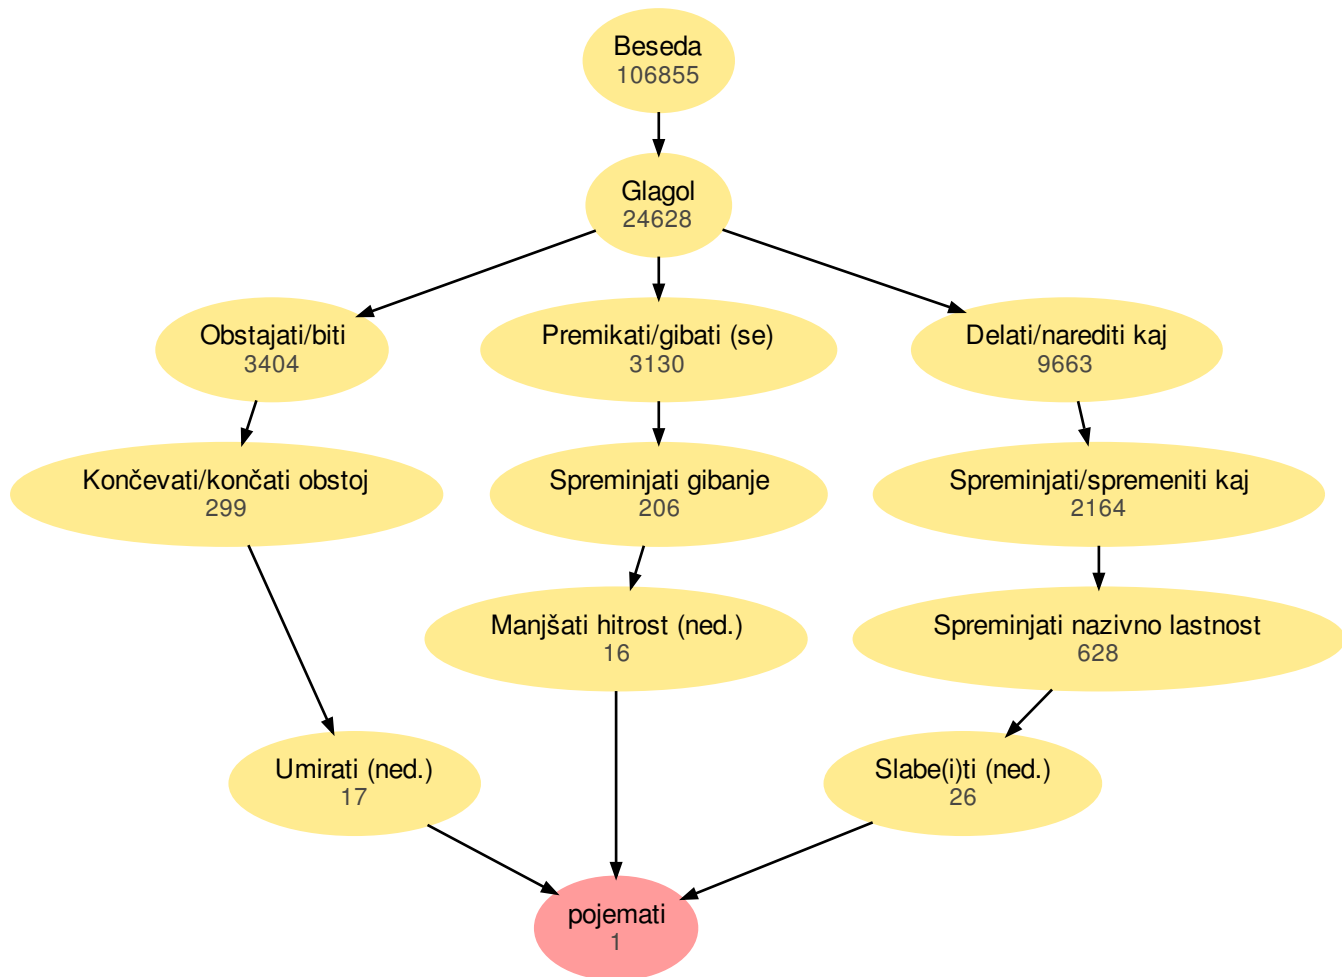 Beseda
106855
Glagol
24628
Obstajati/biti
3404
Premikati/gibati (se)
3130
Delati/narediti kaj
9663
Končevati/končati obstoj
299
Spreminjati gibanje
206
Spreminjati/spremeniti kaj
2164
Manjšati hitrost (ned.)
16
Spreminjati nazivno lastnost
628
Umirati (ned.)
17
Slabe(i)ti (ned.)
26
pojemati
1